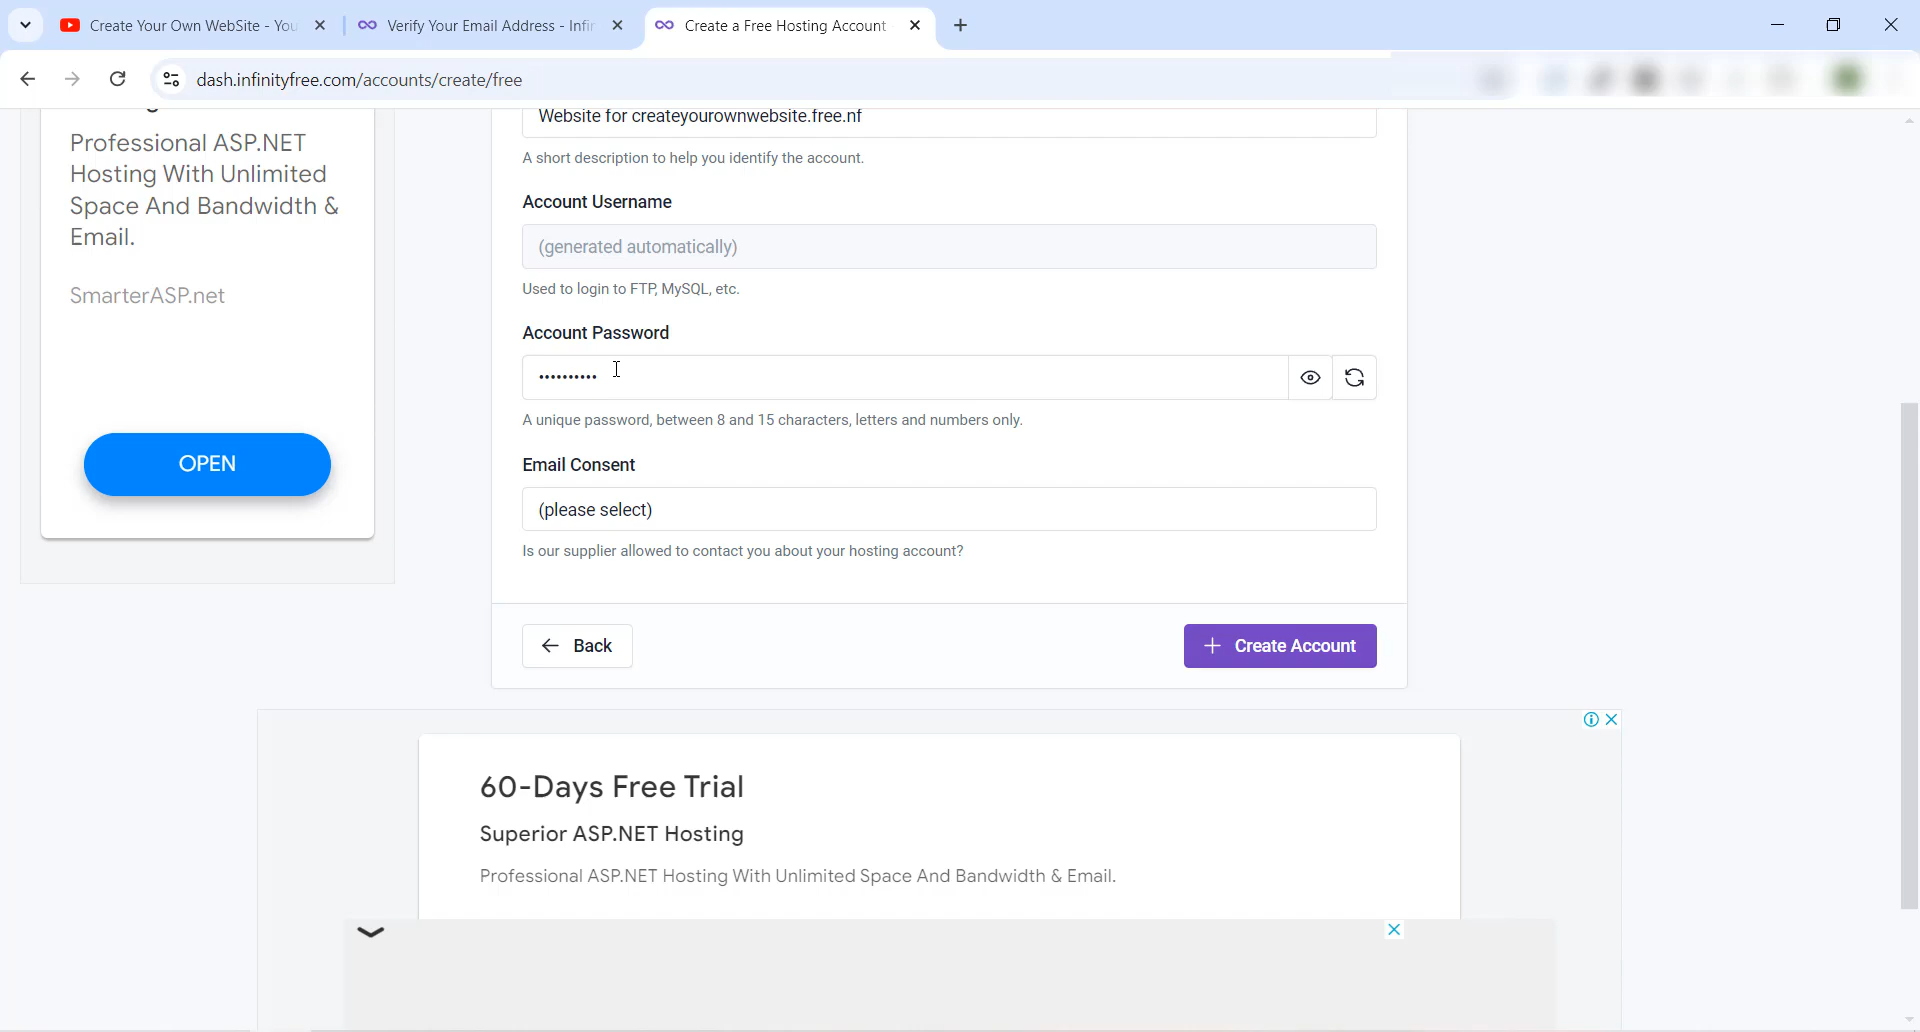 Create Your Own WebSite - You
Verify Your Email Address - Infin
Create a Free Hosting Account
dash.infinityfree.com/accounts/create/free
Professional ASP.NET
Hosting With Unlimited
Space And Bandwidth &
Email.
SmarterASP.net
OPEN
Website for createyourownwebsite.free.nf
A short description to help you identify the account.
Account Username
(generated automatically)
Used to login to FTP, MySQL, etc.
Account Password
••••••••••
A unique password, between 8 and 15 characters, letters and numbers only.
Email Consent
(please select)
Is our supplier allowed to contact you about your hosting account?
Back
Create Account
60-Days Free Trial
Superior ASP.NET Hosting
Professional ASP.NET Hosting With Unlimited Space And Bandwidth & Email.